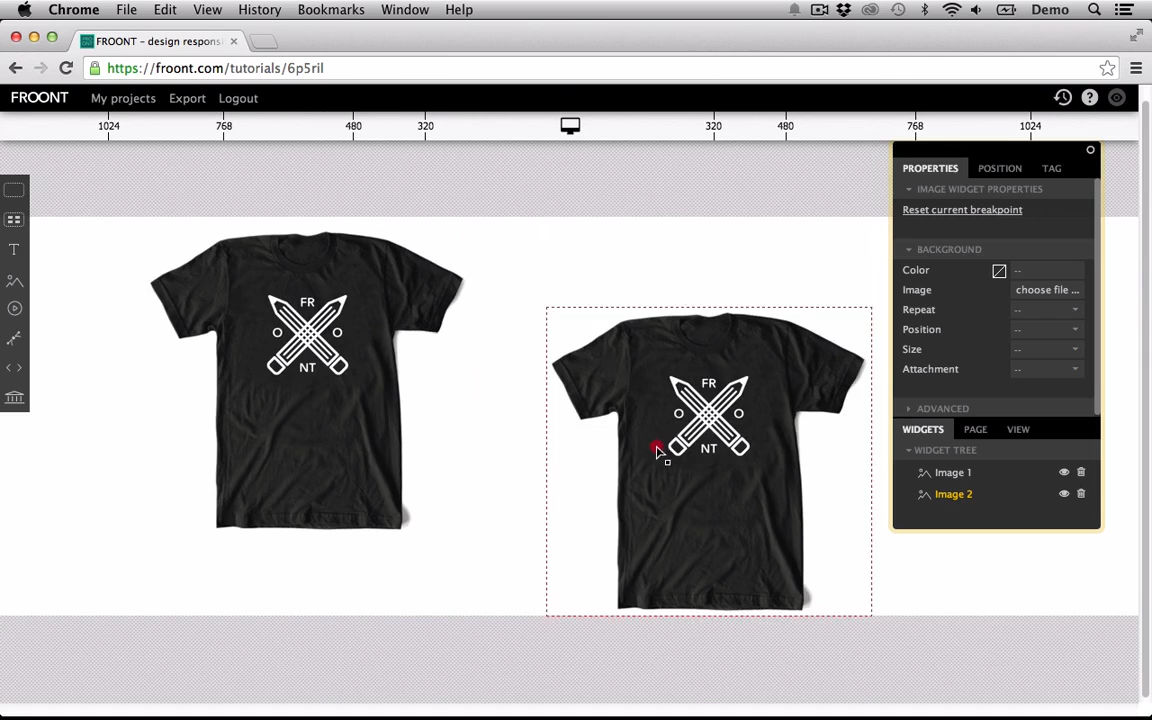 Chrome File Edit View History Bookmarks Window Help Demo
FROONT - design respons
https://froont.com/tutorials/6p5ril
FROONT My projects Export Logout
1024 768 480 320 320 480 768 1024
PROPERTIES POSITION TAG
IMAGE WIDGET PROPERTIES
Reset current breakpoint
BACKGROUND
Color --
Image choose file ...
Repeat --
Position --
Size --
Attachment --
ADVANCED
WIDGETS PAGE VIEW
WIDGET TREE
Image 1
Image 2
FR
O O
NT
FR
O O
NT